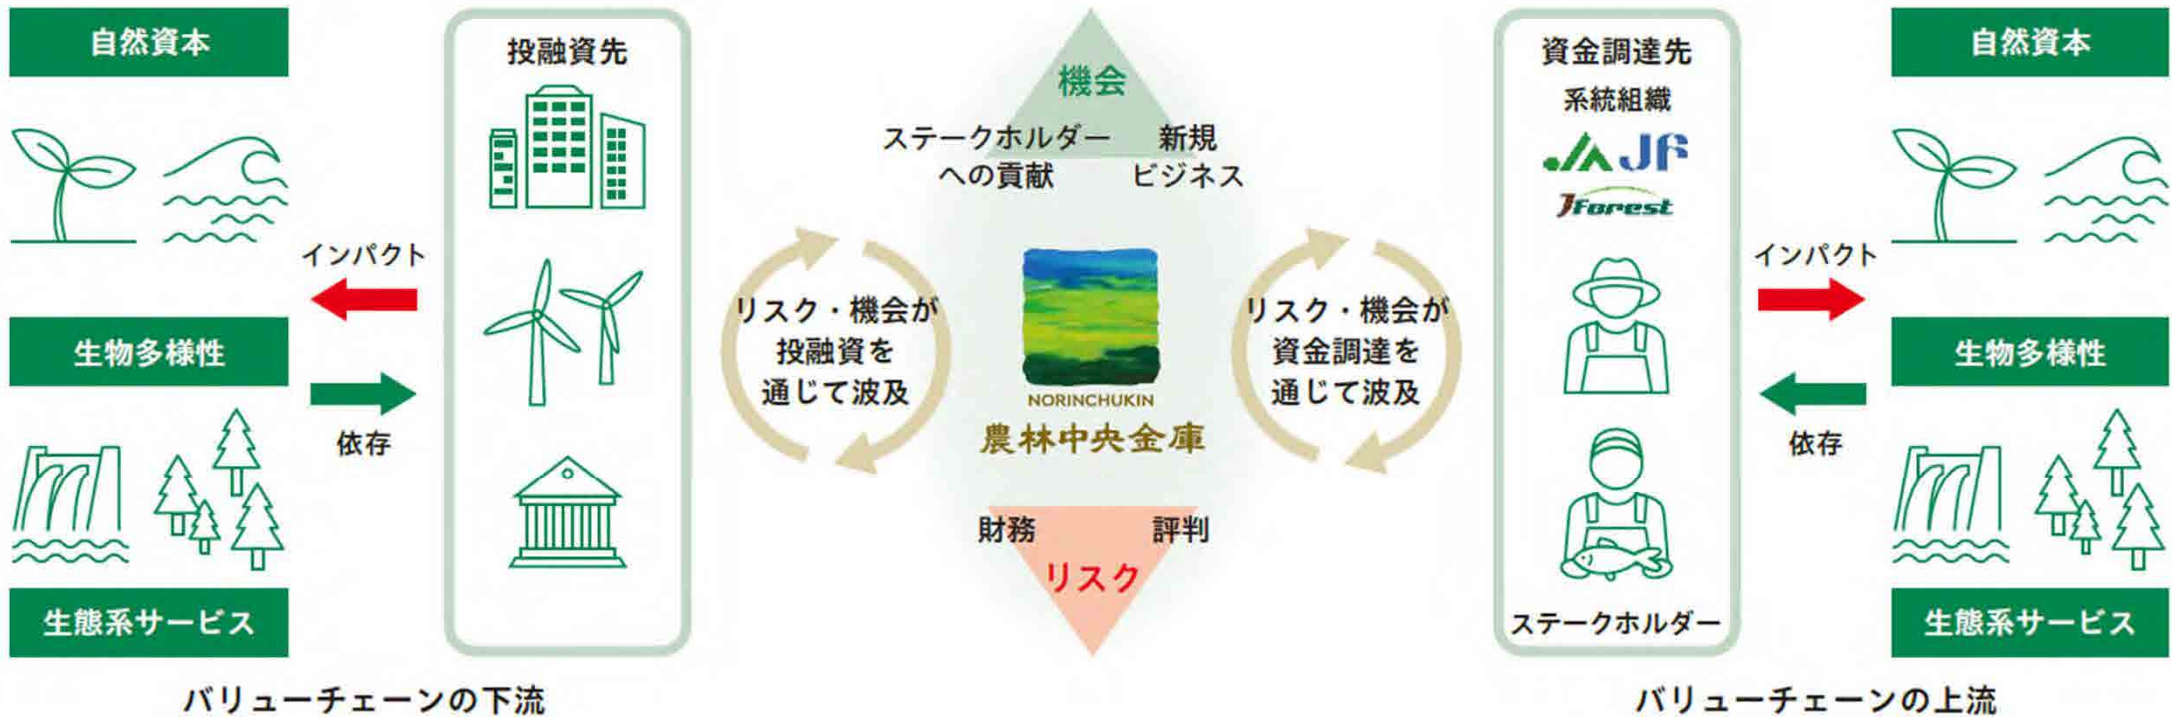 自然資本
インパクト
生物多様性
依存
生態系サービス
バリューチェーンの下流
投融資先
リスク・機会が
投融資を
通じて波及
機会
ステークホルダー
への貢献
新規
ビジネス
NORINCHUKIN
農林中央金庫
財務
評判
リスク
リスク・機会が
資金調達を
通じて波及
資金調達先
系統組織
JA
JF
JForest
ステークホルダー
インパクト
依存
自然資本
生物多様性
生態系サービス
バリューチェーンの上流